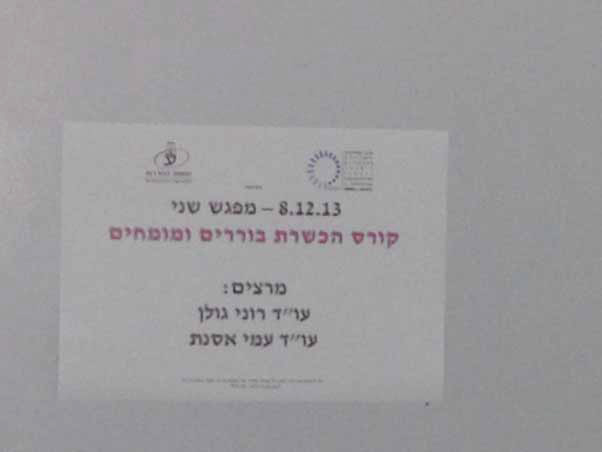 8.12.13 – מפגש שני
קורס הכשרת בוררים ומומחים
מרצים:
עו"ד רוני גולן
עו"ד עמי אסנת